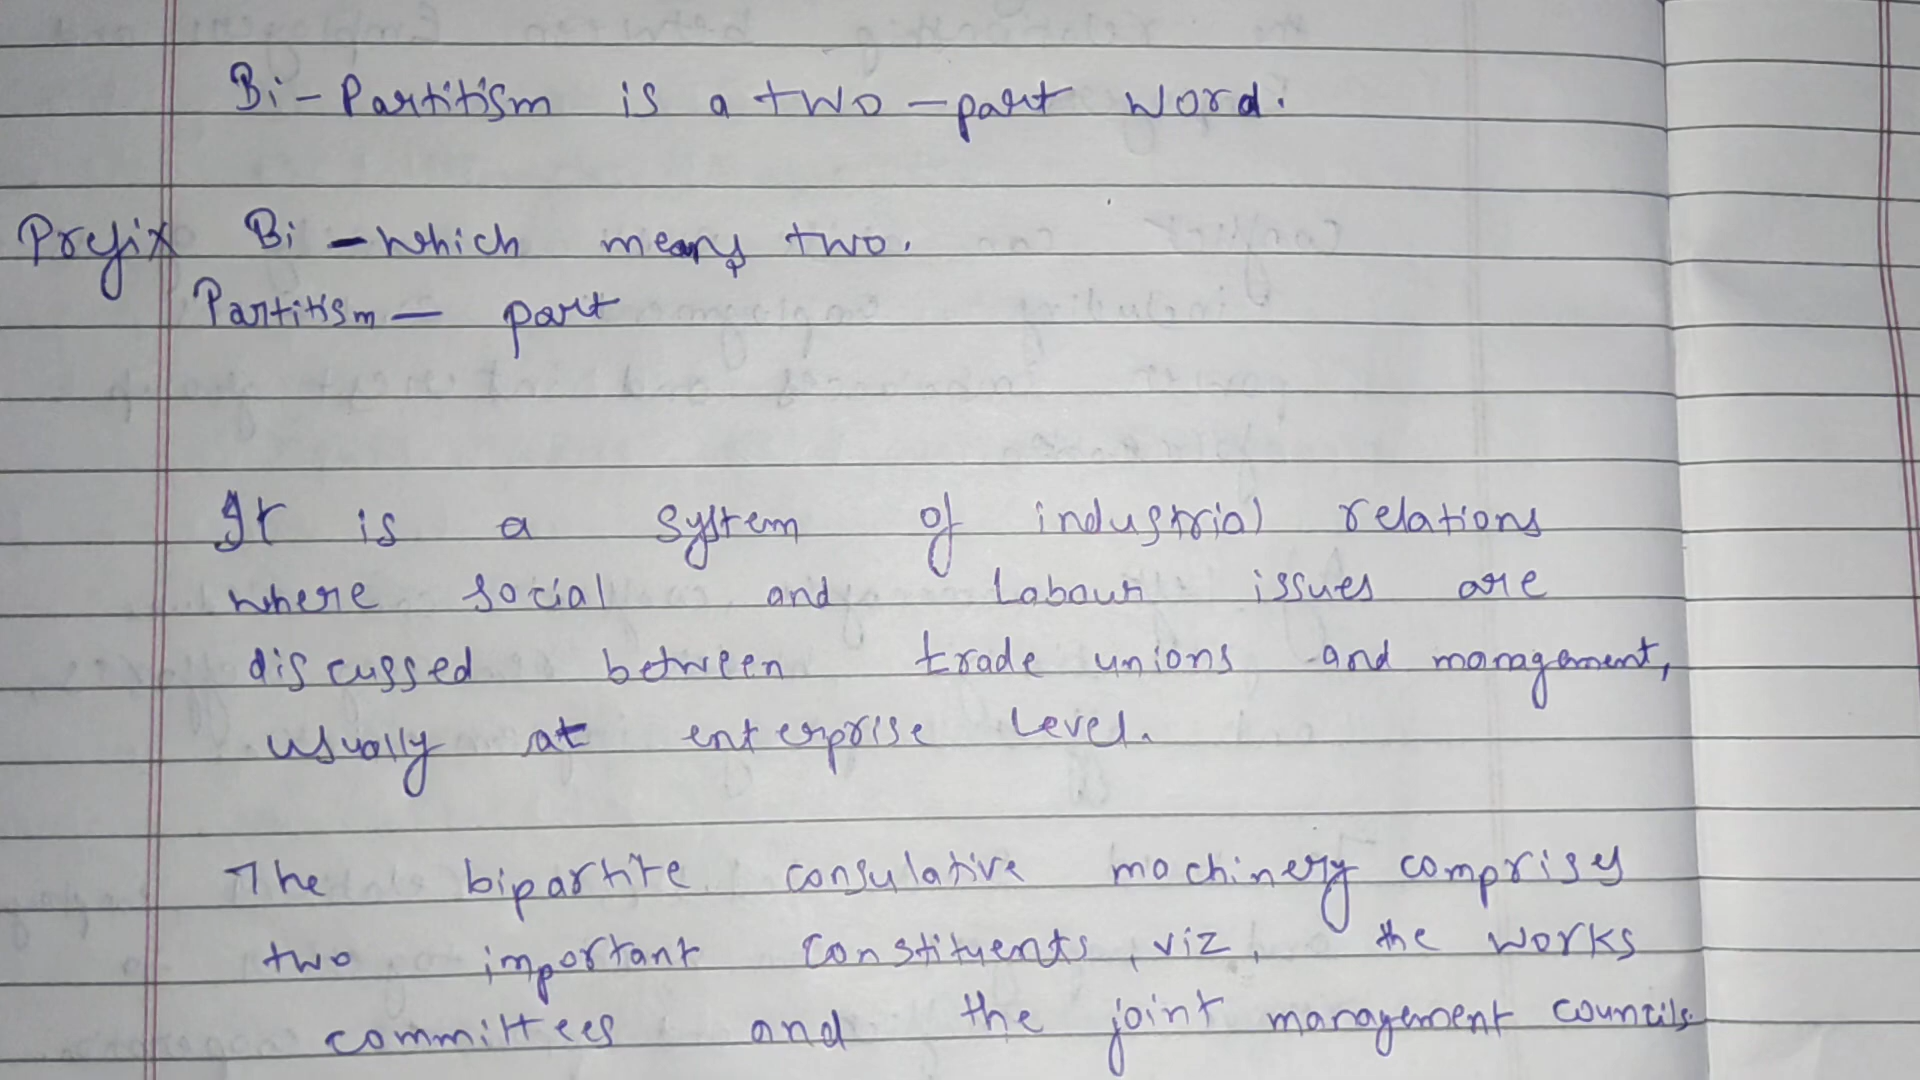 Bi-Partitism is a two-part word.
Prefix Bi - which means two.
Partitism - part
It is a system of industrial relations
where social and Labour issues are
discussed between trade unions and management,
usually at enterprise level.
The bipartite consulative machinery comprises
two important constituents, viz, the works
committees and the joint management councils.